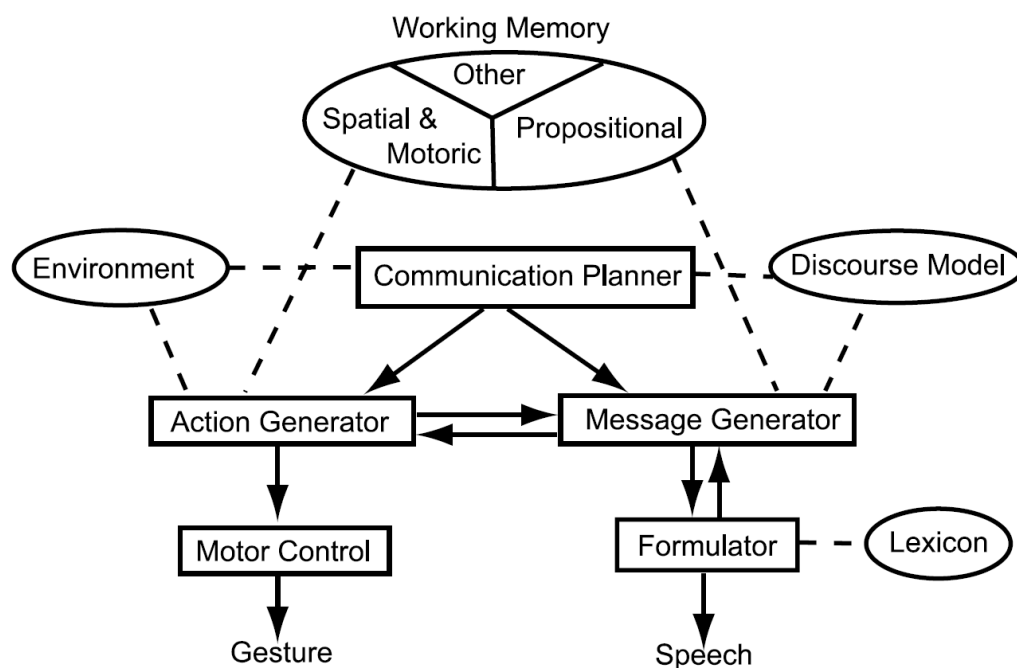 Working Memory
Other
Spatial &
Motoric
Propositional
Environment
Communication Planner
Discourse Model
Action Generator
Message Generator
Motor Control
Formulator
Lexicon
Gesture
Speech